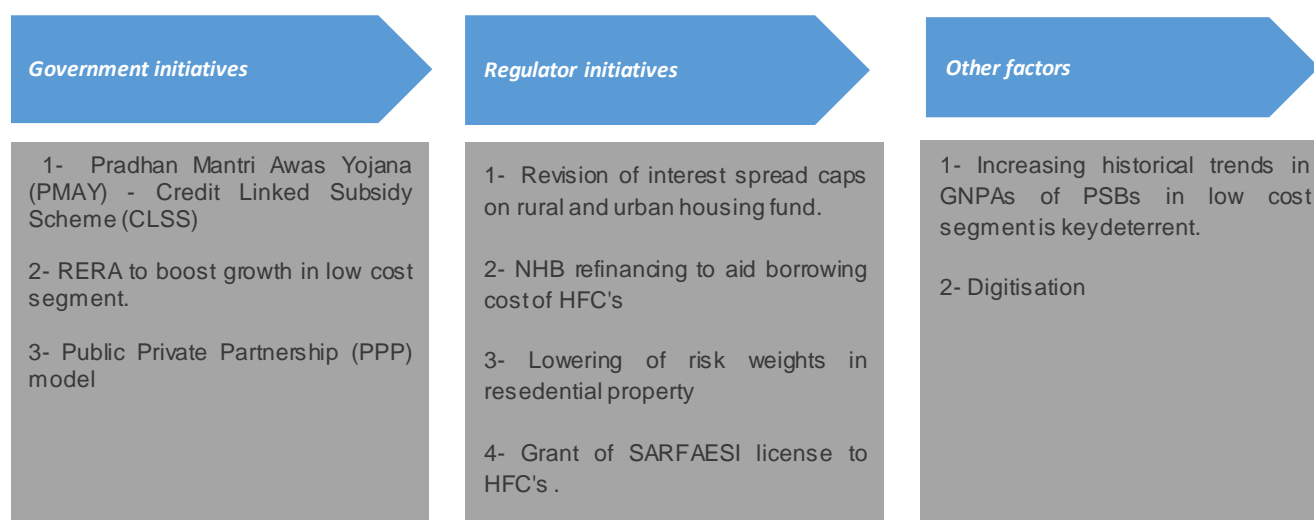 Government initiatives
1- Pradhan Mantri Awas Yojana
(PMAY) - Credit Linked Subsidy
Scheme (CLSS)
2- RERA to boost growth in low cost
segment.
3- Public Private Partnership (PPP)
model
Regulator initiatives
1- Revision of interest spread caps
on rural and urban housing fund.
2- NHB refinancing to aid borrowing
cost of HFC's
3- Lowering of risk weights in
resedential property
4- Grant of SARFAESI license to
HFC's .
Other factors
1- Increasing historical trends in
GNPAs of PSBs in low cost
segment is key deterrent.
2- Digitisation